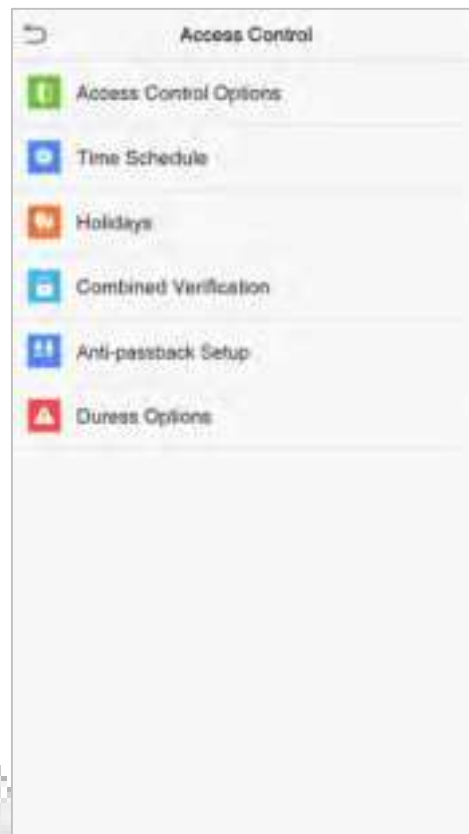 Access Control
Access Control Options
Time Schedule
Holidays
Combined Verification
Anti-passback Setup
Duress Options